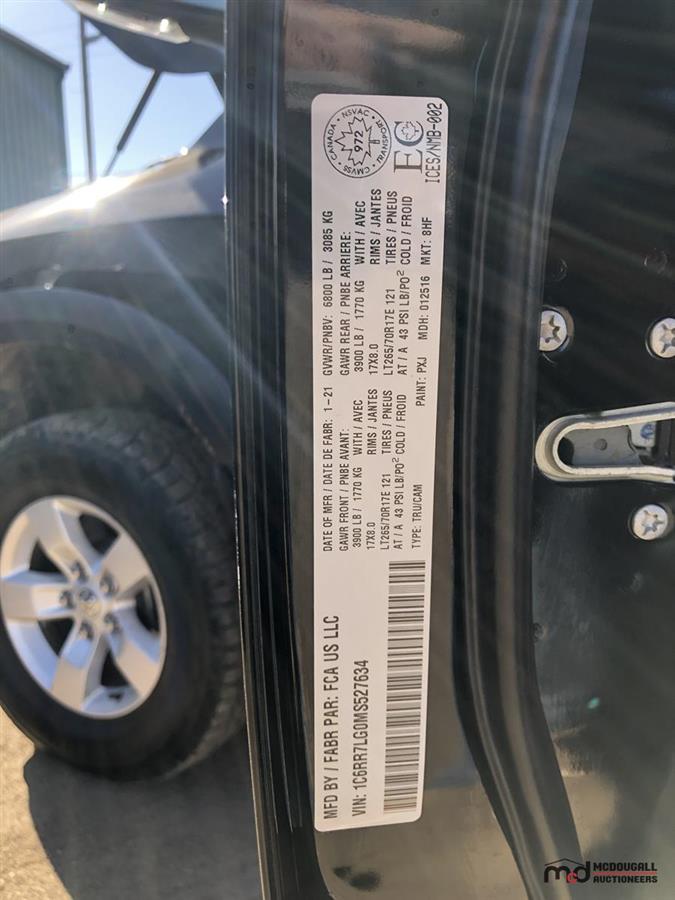 MFD BY / FABR PAR: FCA US LLC
DATE OF MFR / DATE DE FABR: 1-21
GVWR/PNBV: 6800 LB / 3085 KG
GAWR FRONT / PNBE AVANT:
3900 LB / 1770 KG WITH / AVEC
17X8.0 RIMS / JANTES
LT265/70R17E 121 TIRES / PNEUS
AT / A 43 PSI LB/PO2 COLD / FROID
GAWR REAR / PNBE ARRIERE:
3900 LB / 1770 KG WITH / AVEC
17X8.0 RIMS / JANTES
LT265/70R17E 121 TIRES / PNEUS
AT / A 43 PSI LB/PO2 COLD / FROID
VIN: 1C6RR7LG0MS527634
TYPE: TRU/CAM
PAINT: PXJ
MDH: 012516
MKT: 8HF
CMVSS · CANADA · NSVAC · TRANSPORT
972
EC
ICES/NMB-002
md MCDOUGALL
AUCTIONEERS